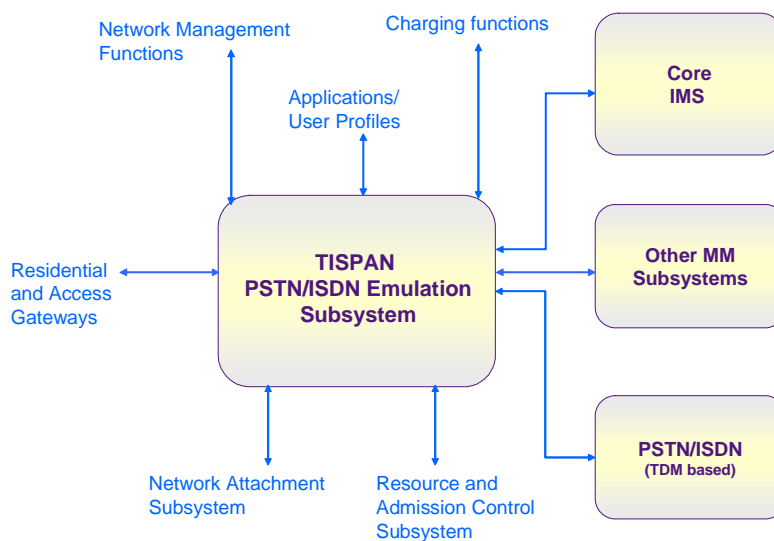 Network Management
Functions
Charging functions
Core
IMS
Applications/
User Profiles
TISPAN
PSTN/ISDN Emulation
Subsystem
Other MM
Subsystems
Residential
and Access
Gateways
PSTN/ISDN
(TDM based)
Network Attachment
Subsystem
Resource and
Admission Control
Subsystem